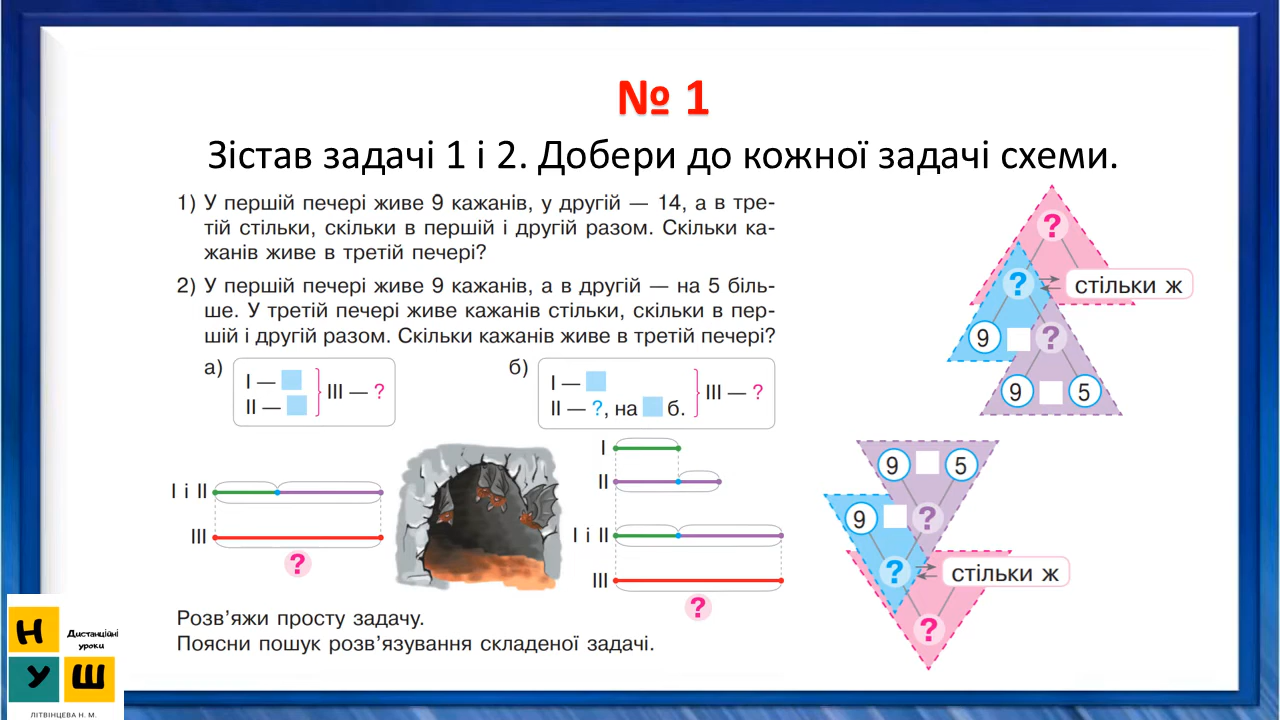 № 1
Зістав задачі 1 і 2. Добери до кожної задачі схеми.
1) У першій печері живе 9 кажанів, у другій — 14, а в тре-
тій стільки, скільки в першій і другій разом. Скільки ка-
жанів живе в третій печері?
2) У першій печері живе 9 кажанів, а в другій — на 5 біль-
ше. У третій печері живе кажанів стільки, скільки в пер-
шій і другій разом. Скільки кажанів живе в третій печері?
а)
I —
II —
III — ?
б)
I —
II — ?, на б.
III — ?
I і II
III
?
I
II
I і II
III
?
?
?
стільки ж
9 ?
9 5
9 5
9 ?
?
стільки ж
?
Розв’яжи просту задачу.
Поясни пошук розв’язування складеної задачі.
Н
Дистанційні
уроки
У Ш
ЛІТВІНЦЕВА Н. М.